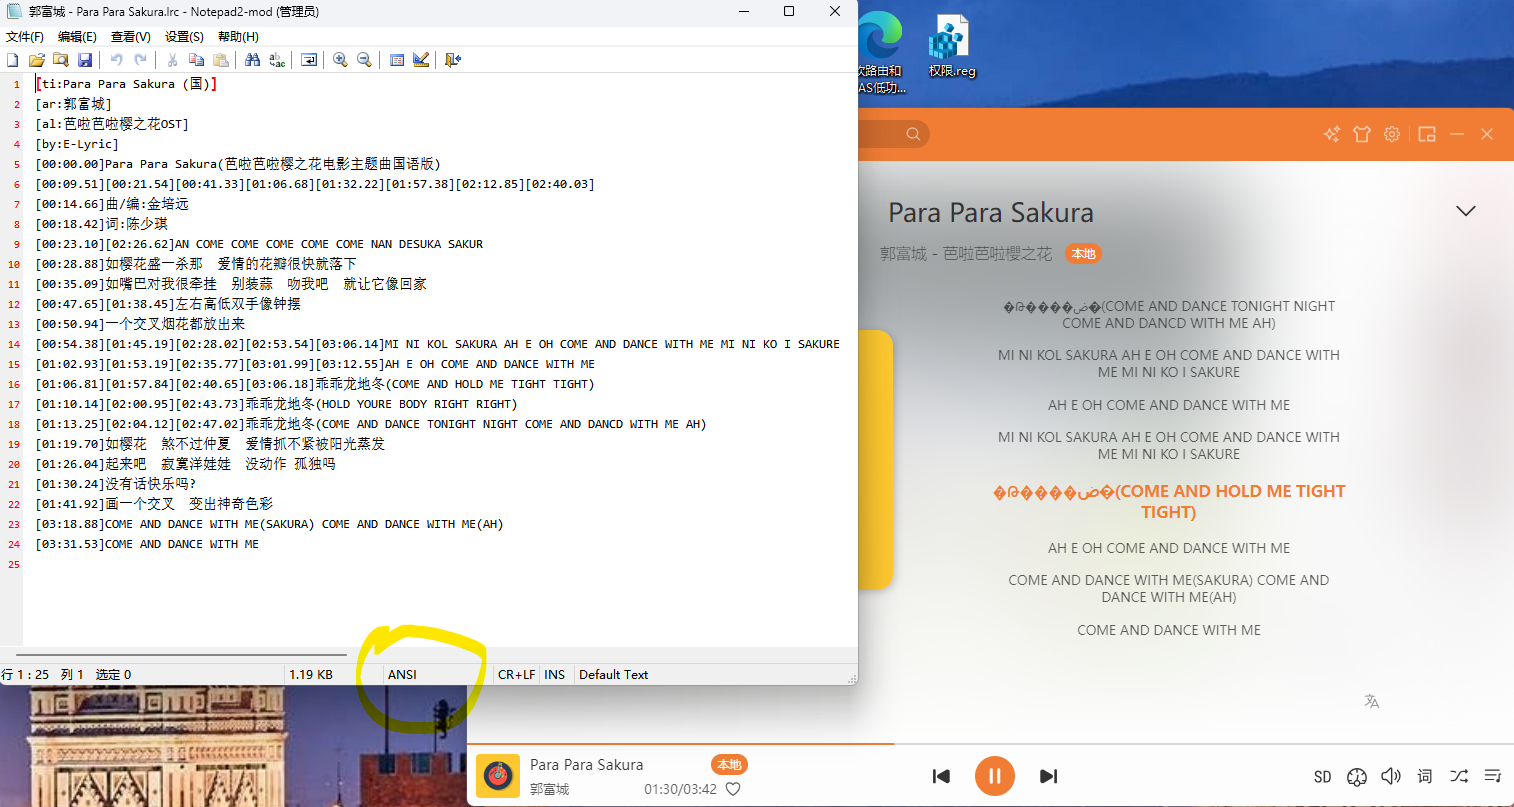 郭富城 - Para Para Sakura.lrc - Notepad2-mod (管理员)
文件(F) 编辑(E) 查看(V) 设置(S) 帮助(H)
1 [ti:Para Para Sakura (国)]
2 [ar:郭富城]
3 [al:芭啦芭啦樱之花OST]
4 [by:E-Lyric]
5 [00:00.00]Para Para Sakura(芭啦芭啦樱之花电影主题曲国语版)
6 [00:09.51][00:21.54][00:41.33][01:06.68][01:32.22][01:57.38][02:12.85][02:40.03]
7 [00:14.66]曲/编:金培远
8 [00:18.42]词:陈少琪
9 [00:23.10][02:26.62]AN COME COME COME COME COME NAN DESUKA SAKUR
10 [00:28.88]如樱花盛一杀那　爱情的花瓣很快就落下
11 [00:35.09]如嘴巴对我很牵挂　别装蒜　吻我吧　就让它像回家
12 [00:47.65][01:38.45]左右高低双手像钟摆
13 [00:50.94]一个交叉烟花都放出来
14 [00:54.38][01:45.19][02:28.02][02:53.54][03:06.14]MI NI KOL SAKURA AH E OH COME AND DANCE WITH ME MI NI KO I SAKURE
15 [01:02.93][01:53.19][02:35.77][03:01.99][03:12.55]AH E OH COME AND DANCE WITH ME
16 [01:06.81][01:57.84][02:40.65][03:06.18]乖乖龙地冬(COME AND HOLD ME TIGHT TIGHT)
17 [01:10.14][02:00.95][02:43.73]乖乖龙地冬(HOLD YOURE BODY RIGHT RIGHT)
18 [01:13.25][02:04.12][02:47.02]乖乖龙地冬(COME AND DANCE TONIGHT NIGHT COME AND DANCD WITH ME AH)
19 [01:19.70]如樱花　煞不过仲夏　爱情抓不紧被阳光蒸发
20 [01:26.04]起来吧　寂寞洋娃娃　没动作 孤独吗
21 [01:30.24]没有话快乐吗?
22 [01:41.92]画一个交叉　变出神奇色彩
23 [03:18.88]COME AND DANCE WITH ME(SAKURA) COME AND DANCE WITH ME(AH)
24 [03:31.53]COME AND DANCE WITH ME
25
行 1 : 25 列 1 选定 0 1.19 KB ANSI CR+LF INS Default Text
软路由和
AS低功...
权限.reg
Para Para Sakura
郭富城 - 芭啦芭啦樱之花 本地
�Թ����ض�(COME AND DANCE TONIGHT NIGHT
COME AND DANCD WITH ME AH)
MI NI KOL SAKURA AH E OH COME AND DANCE WITH
ME MI NI KO I SAKURE
AH E OH COME AND DANCE WITH ME
MI NI KOL SAKURA AH E OH COME AND DANCE WITH
ME MI NI KO I SAKURE
�Թ����ض�(COME AND HOLD ME TIGHT
TIGHT)
AH E OH COME AND DANCE WITH ME
COME AND DANCE WITH ME(SAKURA) COME AND
DANCE WITH ME(AH)
COME AND DANCE WITH ME
Para Para Sakura 本地
郭富城 01:30/03:42
SD 词